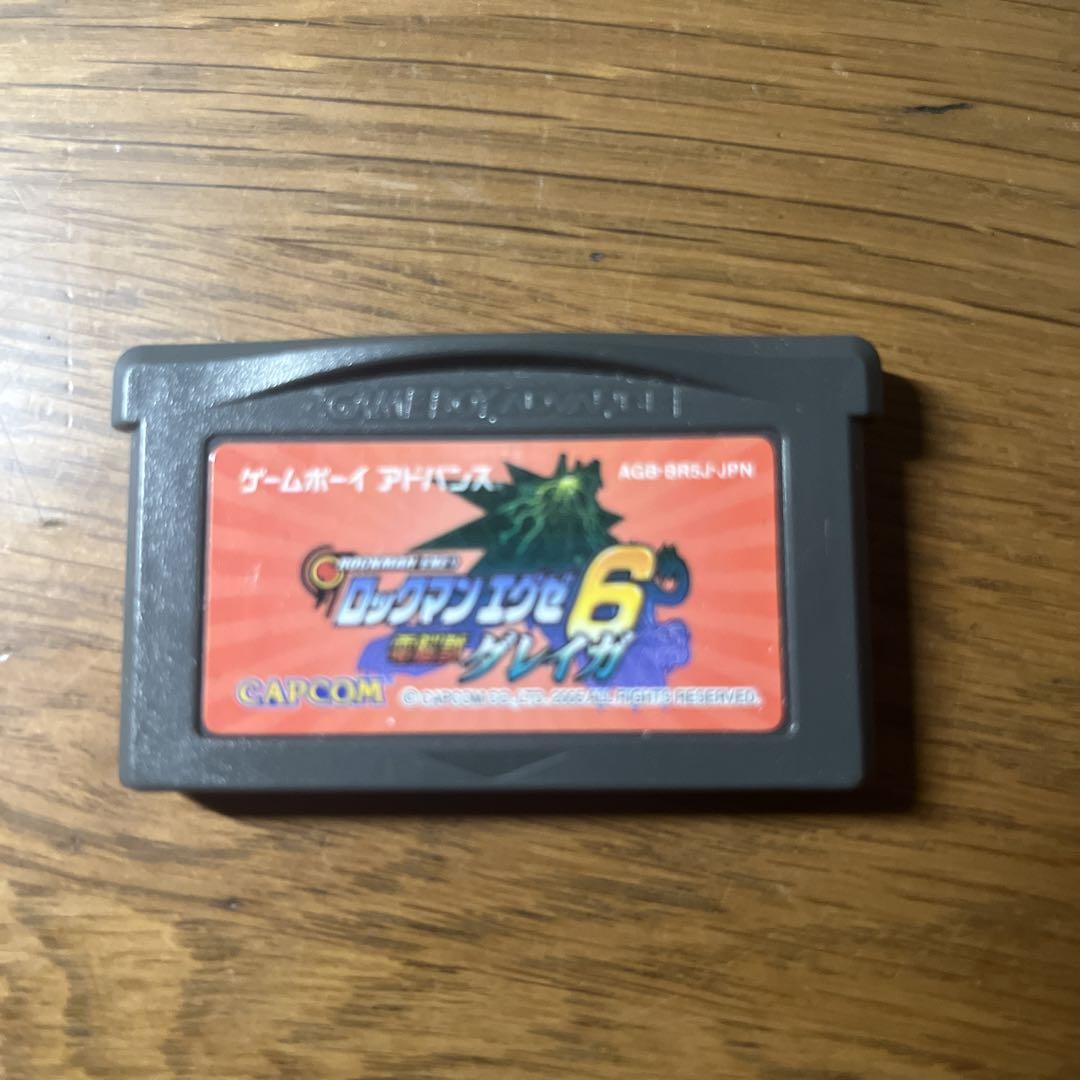 GAME BOY ADVANCE
ゲームボーイ アドバンス
AGB-BR5J-JPN
ROCKMAN EXE
ロックマン エグゼ 6
電脳獣 グレイガ
CAPCOM
© CAPCOM CO., LTD. 2005 ALL RIGHTS RESERVED.